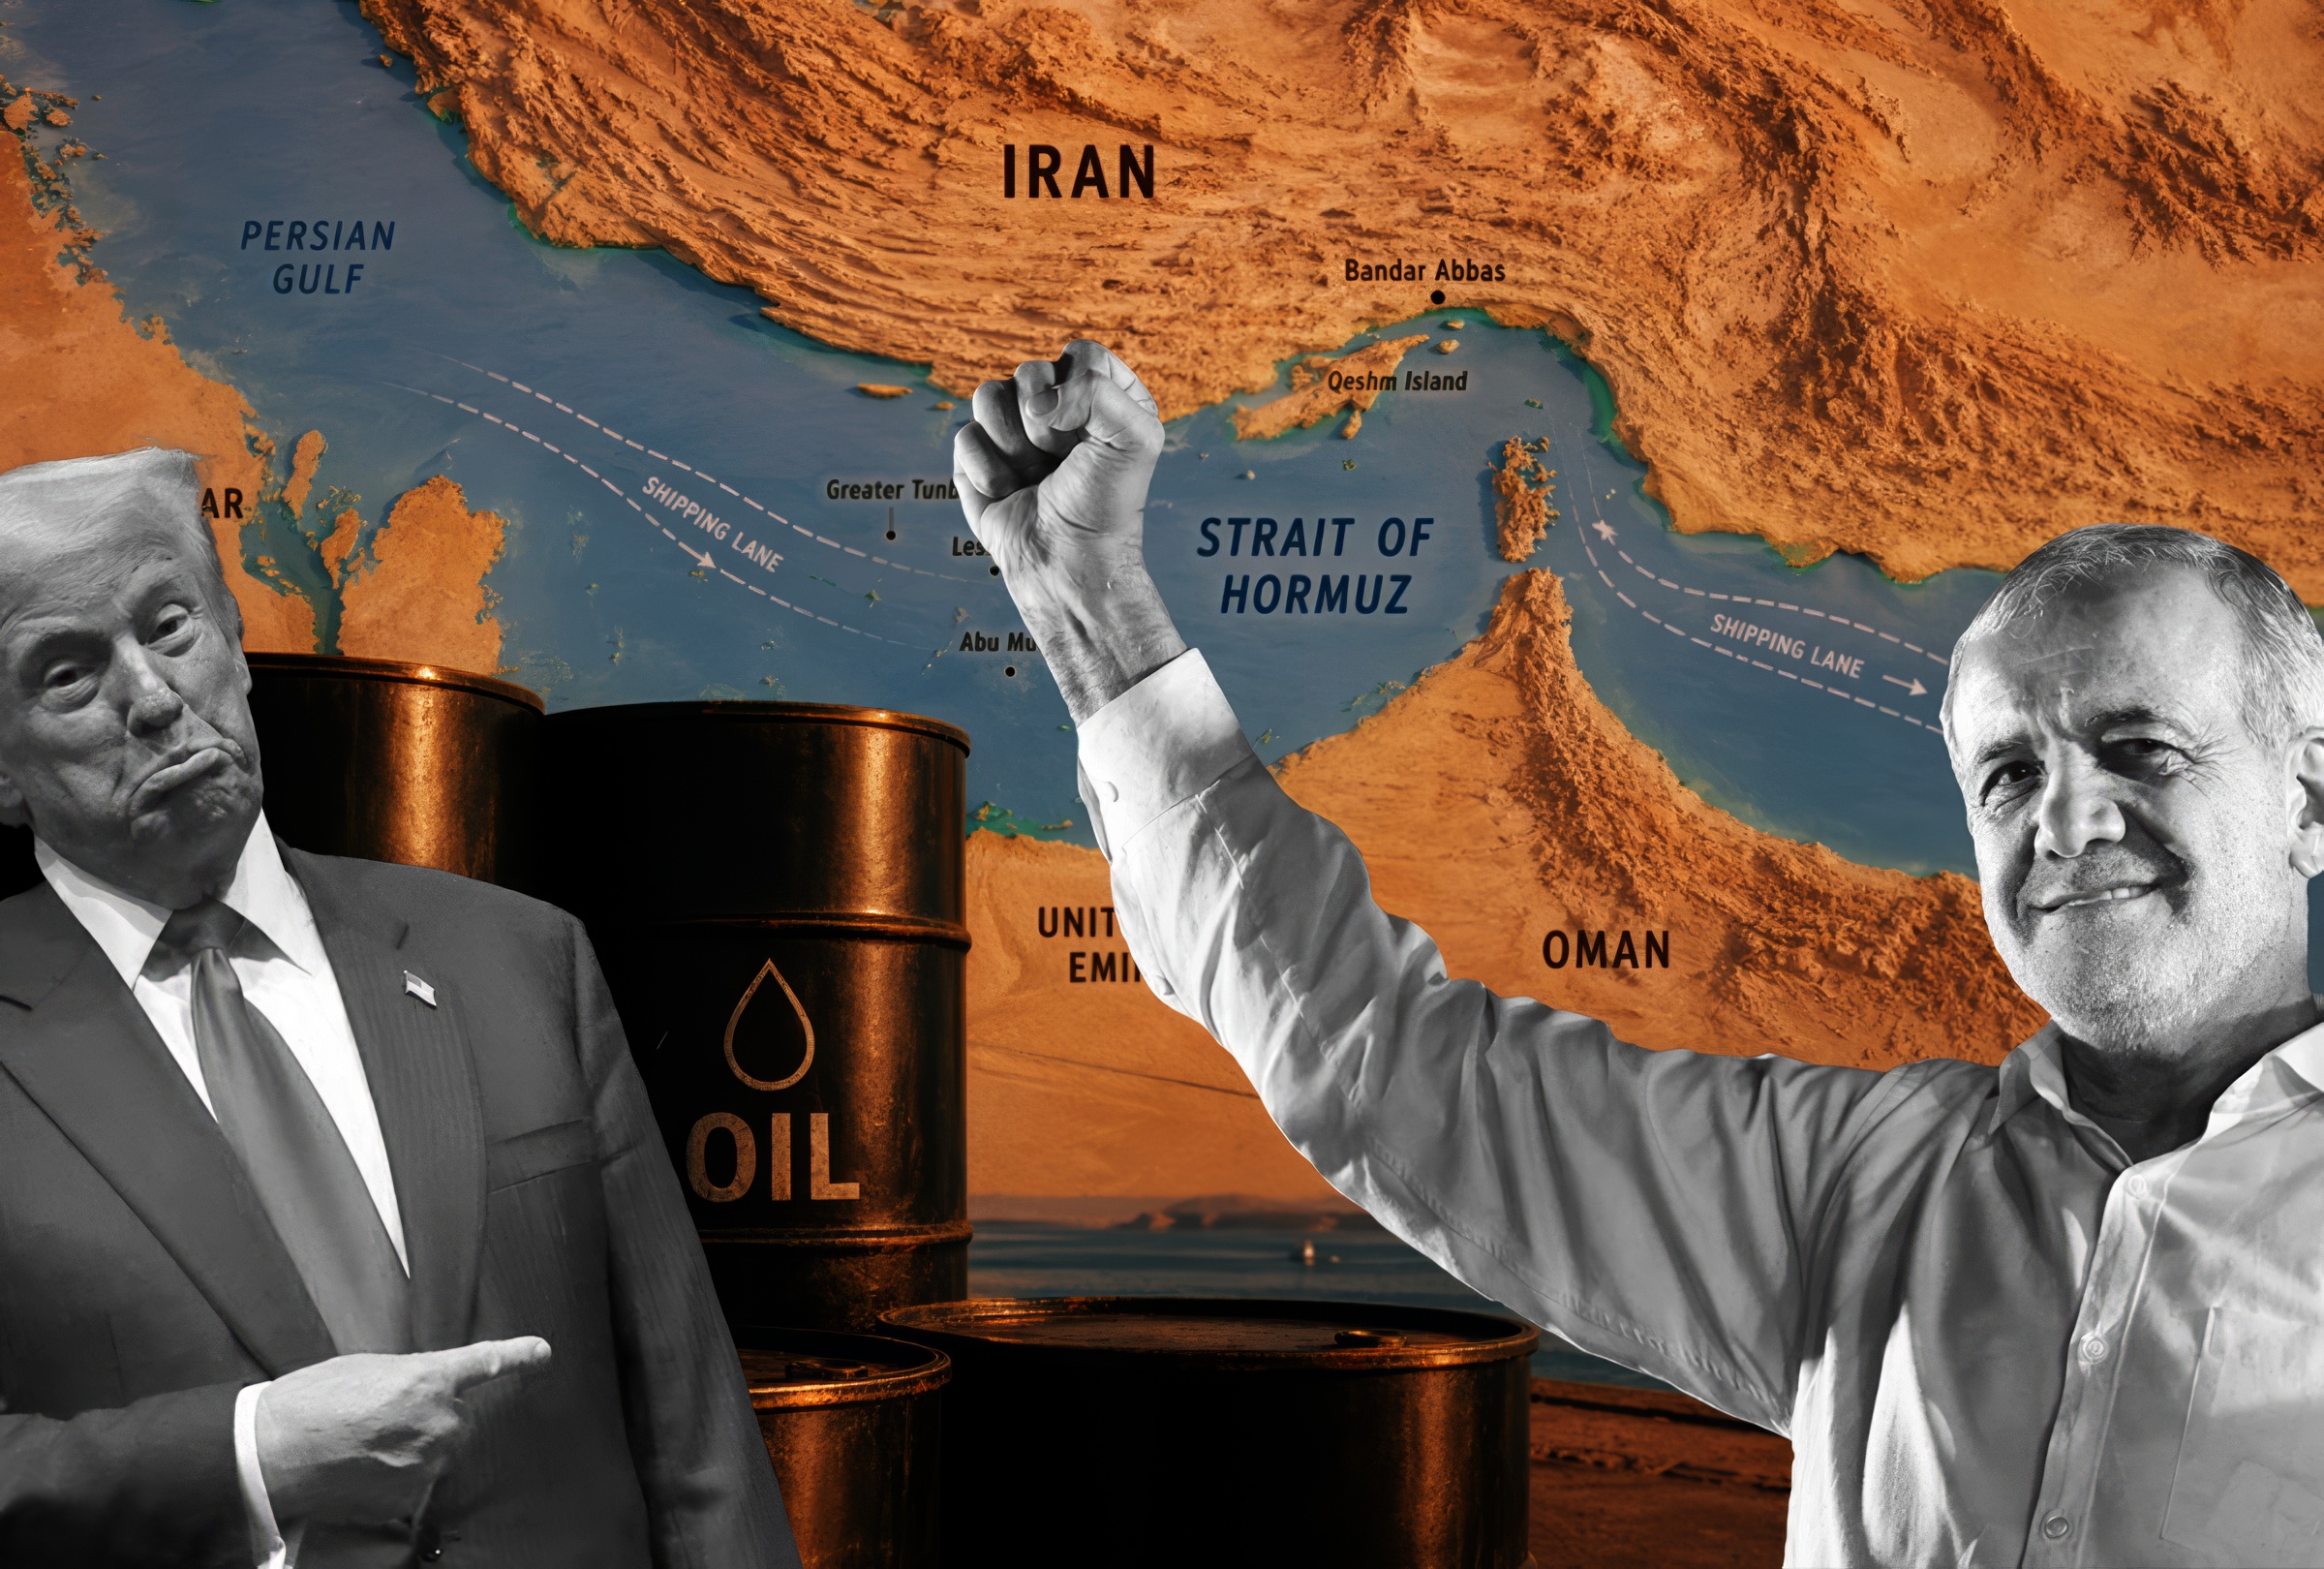 IRAN
PERSIAN
GULF
Bandar Abbas
Qeshm Island
AR
Greater Tunb
SHIPPING LANE
STRAIT OF
HORMUZ
Les
Abu Mu
SHIPPING LANE
UNIT
EMI
OMAN
OIL